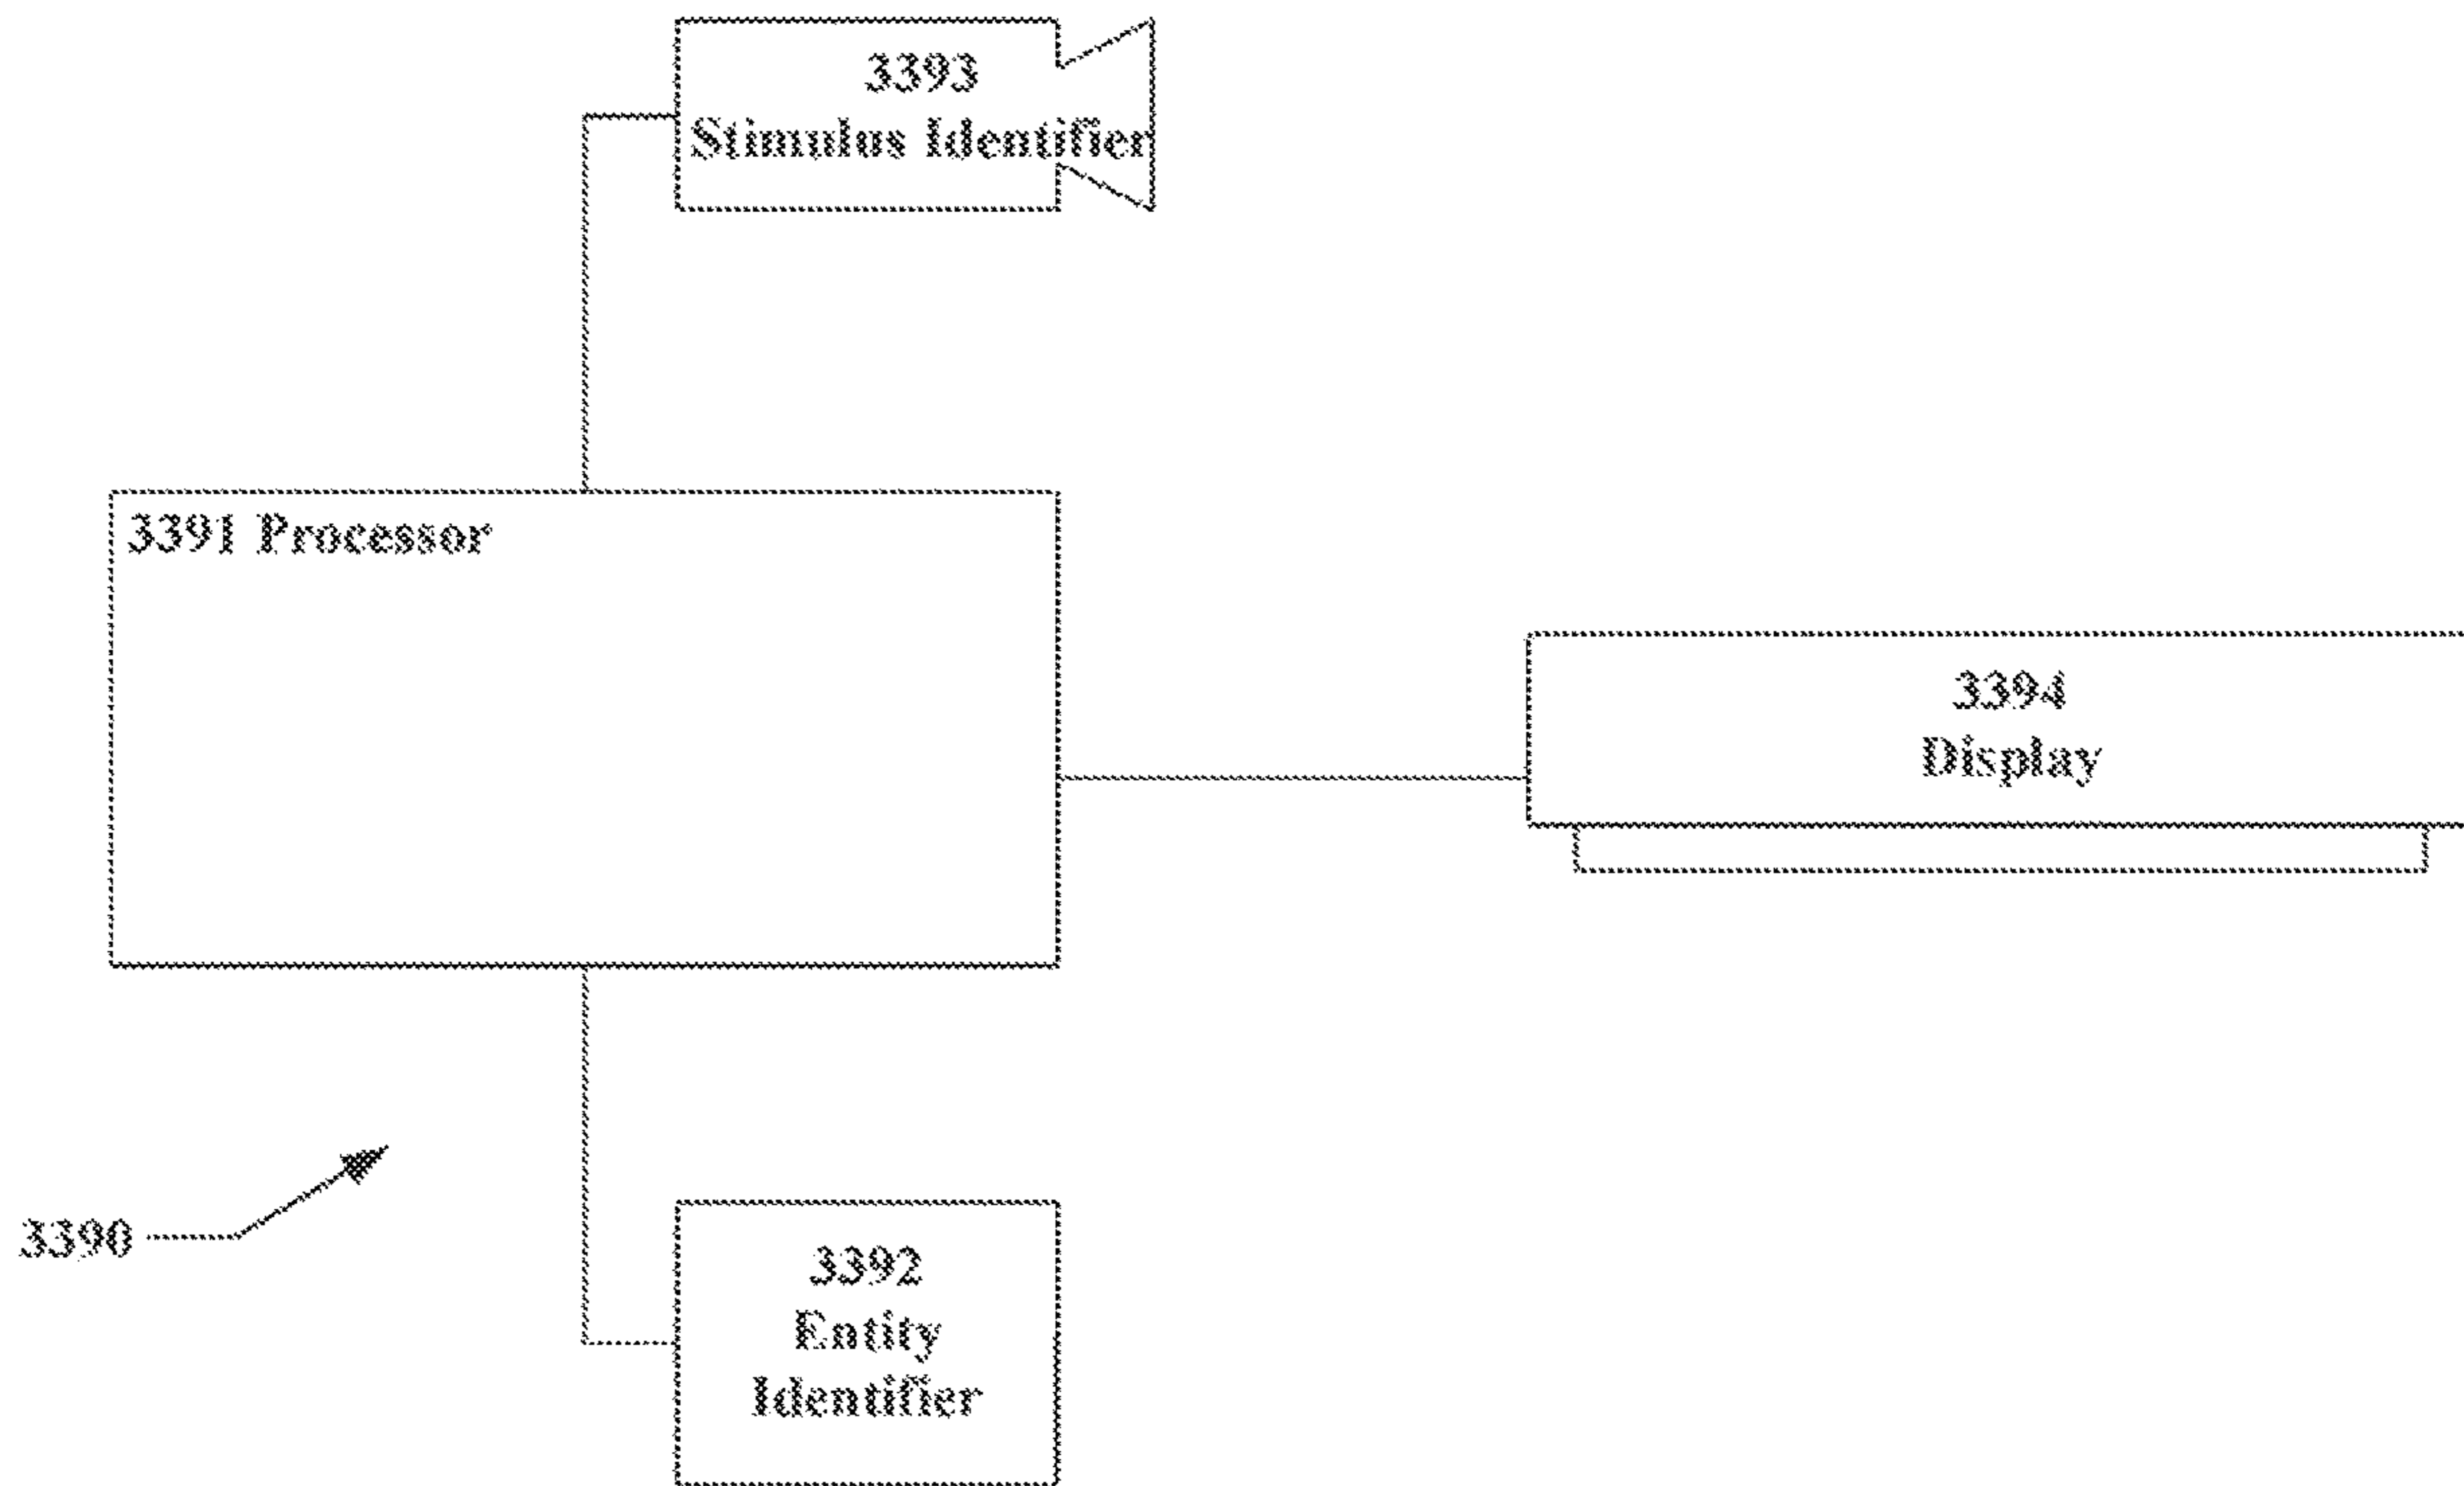 3393
Stimulus Identifier
3391 Processor
3394
Display
3390
3392
Entity
Identifier